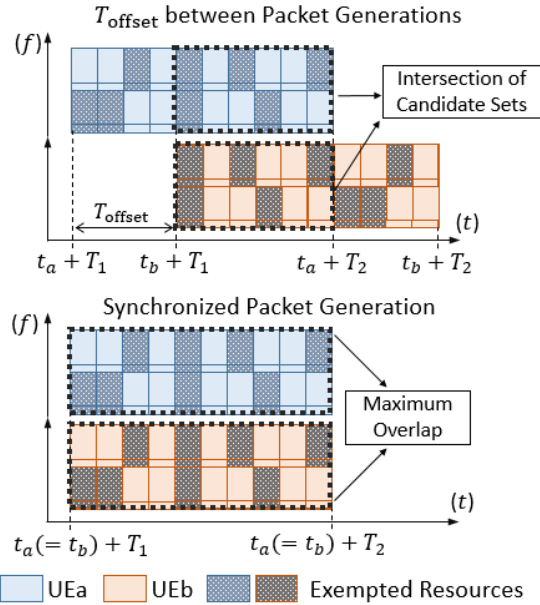 T_offset between Packet Generations
(f)
Intersection of
Candidate Sets
T_offset
(t)
t_a + T_1
t_b + T_1
t_a + T_2
t_b + T_2
Synchronized Packet Generation
(f)
Maximum
Overlap
(t)
t_a(= t_b) + T_1
t_a(= t_b) + T_2
UEa
UEb
Exempted Resources